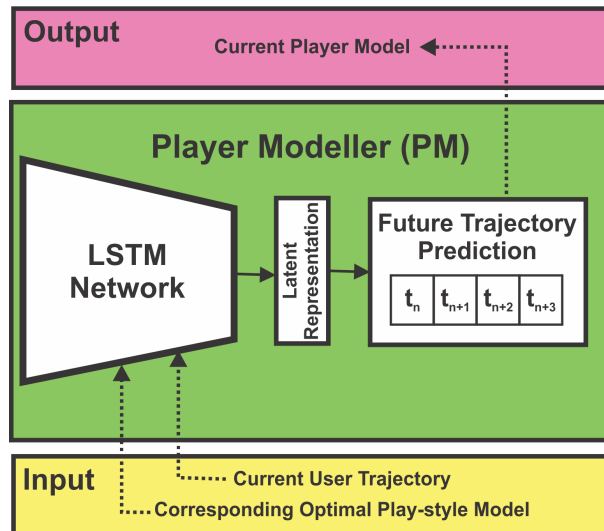 Output
Current Player Model
Player Modeller (PM)
LSTM
Network
Latent
Representation
Future Trajectory
Prediction
tₙ tₙ₊₁ tₙ₊₂ tₙ₊₃
Input
Current User Trajectory
Corresponding Optimal Play-style Model